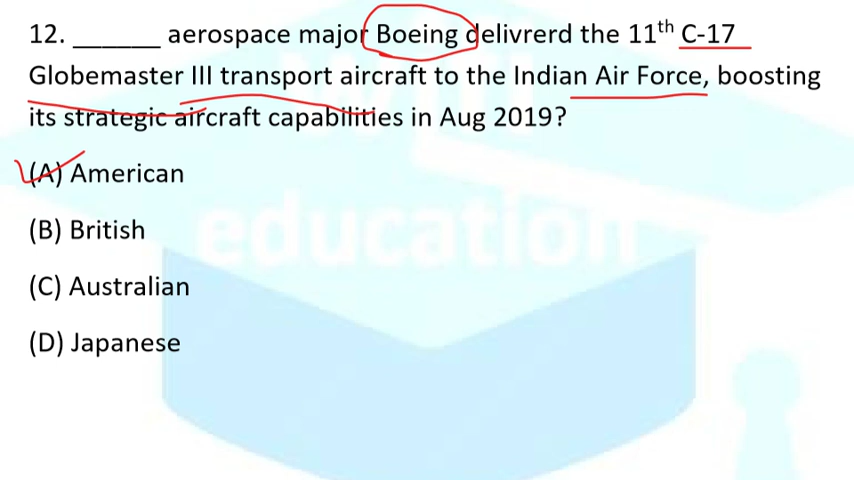 12. ______ aerospace major Boeing delivrerd the 11th C-17
Globemaster III transport aircraft to the Indian Air Force, boosting
its strategic aircraft capabilities in Aug 2019?
(A) American
education
(B) British
(C) Australian
(D) Japanese